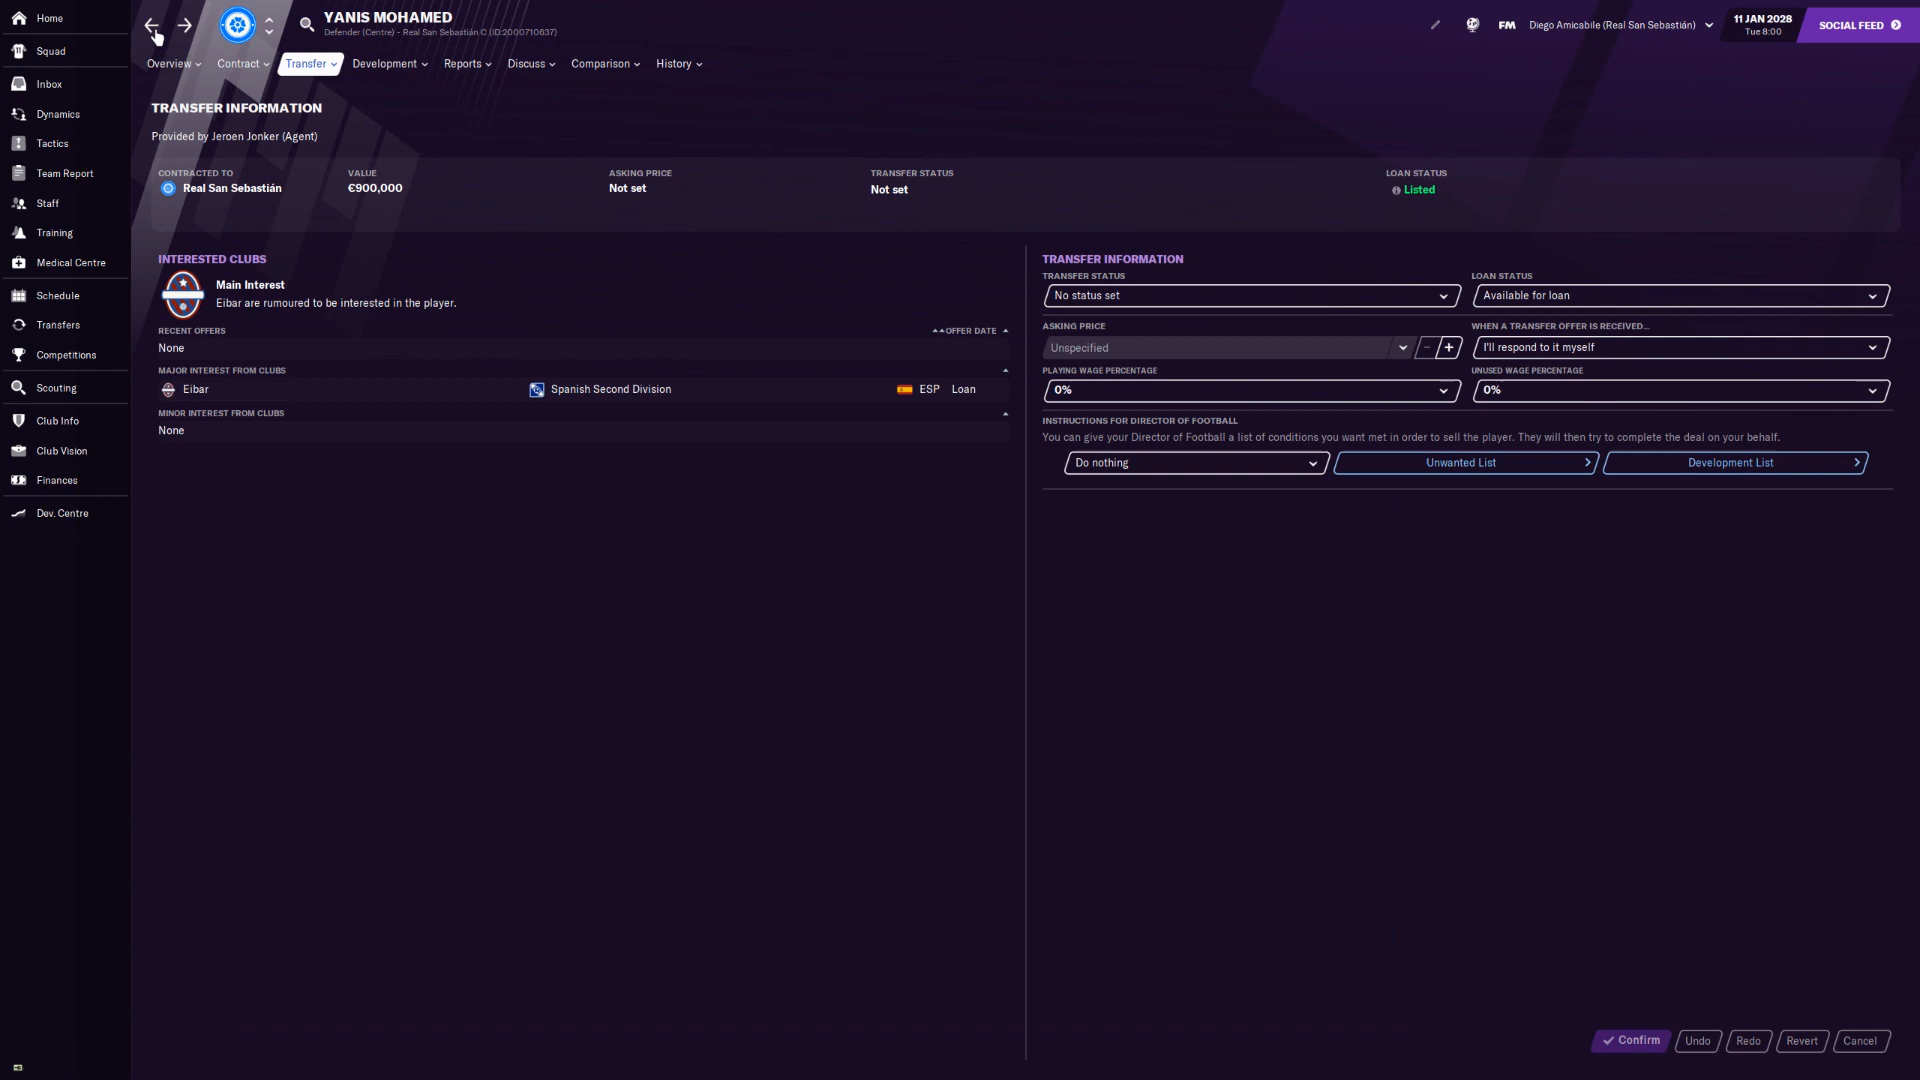 Home
Squad
Inbox
Dynamics
Tactics
Team Report
Staff
Training
Medical Centre
Schedule
Transfers
Competitions
Scouting
Club Info
Club Vision
Finances
Dev. Centre
YANIS MOHAMED
Defender (Centre) - Real San Sebastián C (ID:2000710637)
FM
Diego Amicabile (Real San Sebastián)
11 JAN 2028
Tue 8:00
SOCIAL FEED
Overview
Contract
Transfer
Development
Reports
Discuss
Comparison
History
TRANSFER INFORMATION
Provided by Jeroen Jonker (Agent)
CONTRACTED TO
Real San Sebastián
VALUE
€900,000
ASKING PRICE
Not set
TRANSFER STATUS
Not set
LOAN STATUS
Listed
INTERESTED CLUBS
Main Interest
Eibar are rumoured to be interested in the player.
RECENT OFFERS
OFFER DATE
None
MAJOR INTEREST FROM CLUBS
Eibar
Spanish Second Division
ESP
Loan
MINOR INTEREST FROM CLUBS
None
TRANSFER INFORMATION
TRANSFER STATUS
No status set
LOAN STATUS
Available for loan
ASKING PRICE
Unspecified
WHEN A TRANSFER OFFER IS RECEIVED...
I'll respond to it myself
PLAYING WAGE PERCENTAGE
0%
UNUSED WAGE PERCENTAGE
0%
INSTRUCTIONS FOR DIRECTOR OF FOOTBALL
You can give your Director of Football a list of conditions you want met in order to sell the player. They will then try to complete the deal on your behalf.
Do nothing
Unwanted List
Development List
Confirm
Undo
Redo
Revert
Cancel